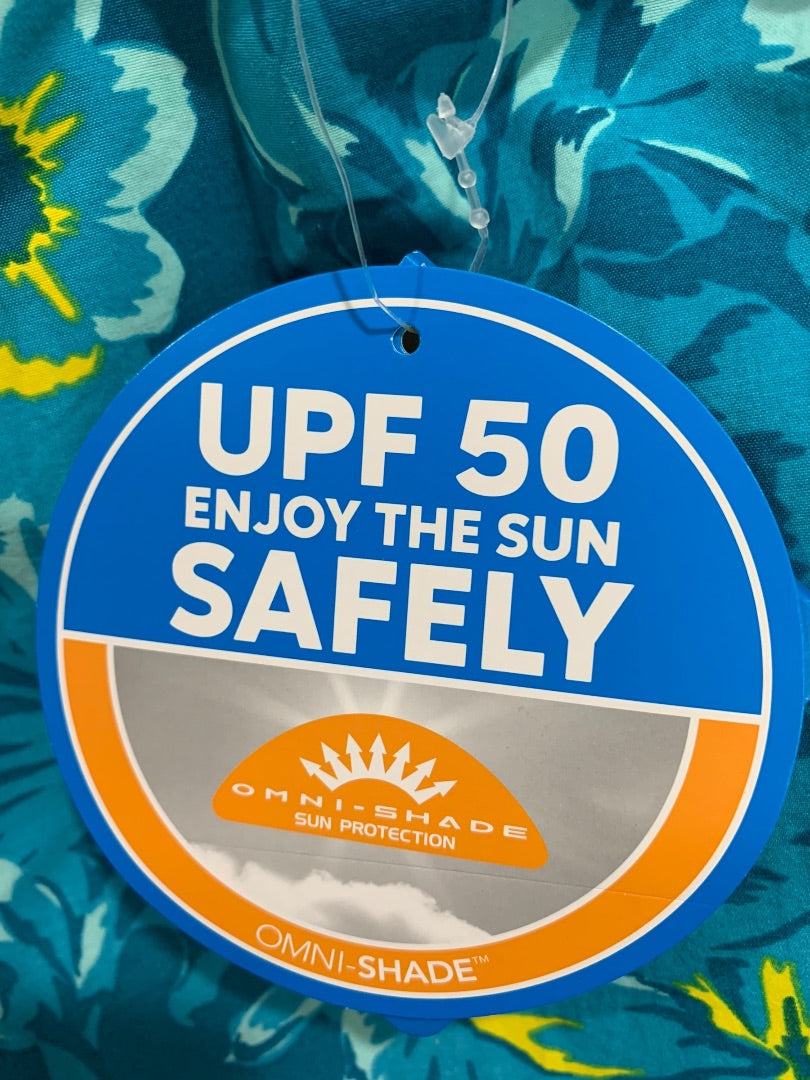 UPF 50
ENJOY THE SUN
SAFELY
OMNI-SHADE
SUN PROTECTION
OMNI-SHADE™